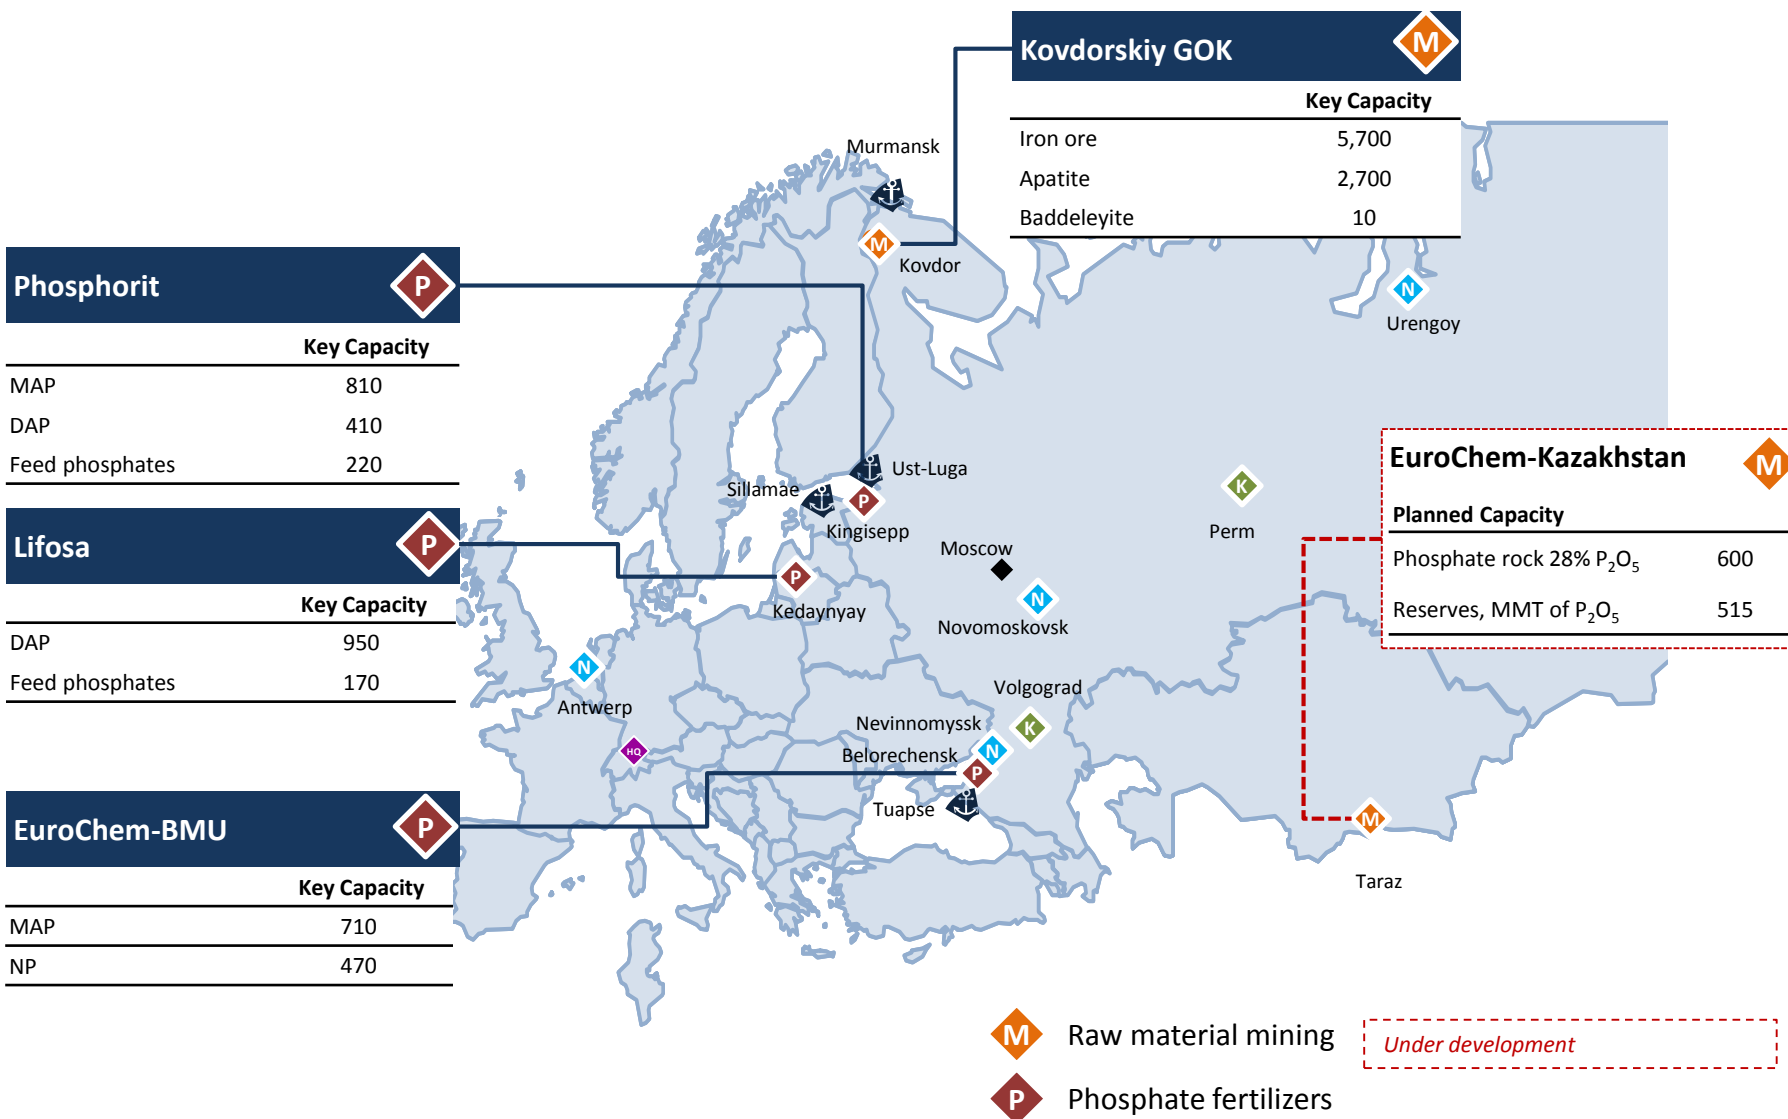 Kovdorskiy GOK M
Key Capacity
Iron ore 5,700
Apatite 2,700
Baddeleyite 10
Murmansk
M
Kovdor
N
Urengoy
Phosphorit P
Key Capacity
MAP 810
DAP 410
Feed phosphates 220
Ust-Luga
Sillamae
P
Kingisepp
K
Perm
EuroChem-Kazakhstan M
Planned Capacity
Phosphate rock 28% P₂O₅ 600
Reserves, MMT of P₂O₅ 515
Lifosa P
Key Capacity
DAP 950
Feed phosphates 170
Moscow
P
Kedaynyay
N
Novomoskovsk
N
Antwerp
HQ
Volgograd
K
Nevinnomyssk
N
Belorechensk
P
Tuapse
EuroChem-BMU P
Key Capacity
MAP 710
NP 470
M
Taraz
M Raw material mining
Under development
P Phosphate fertilizers